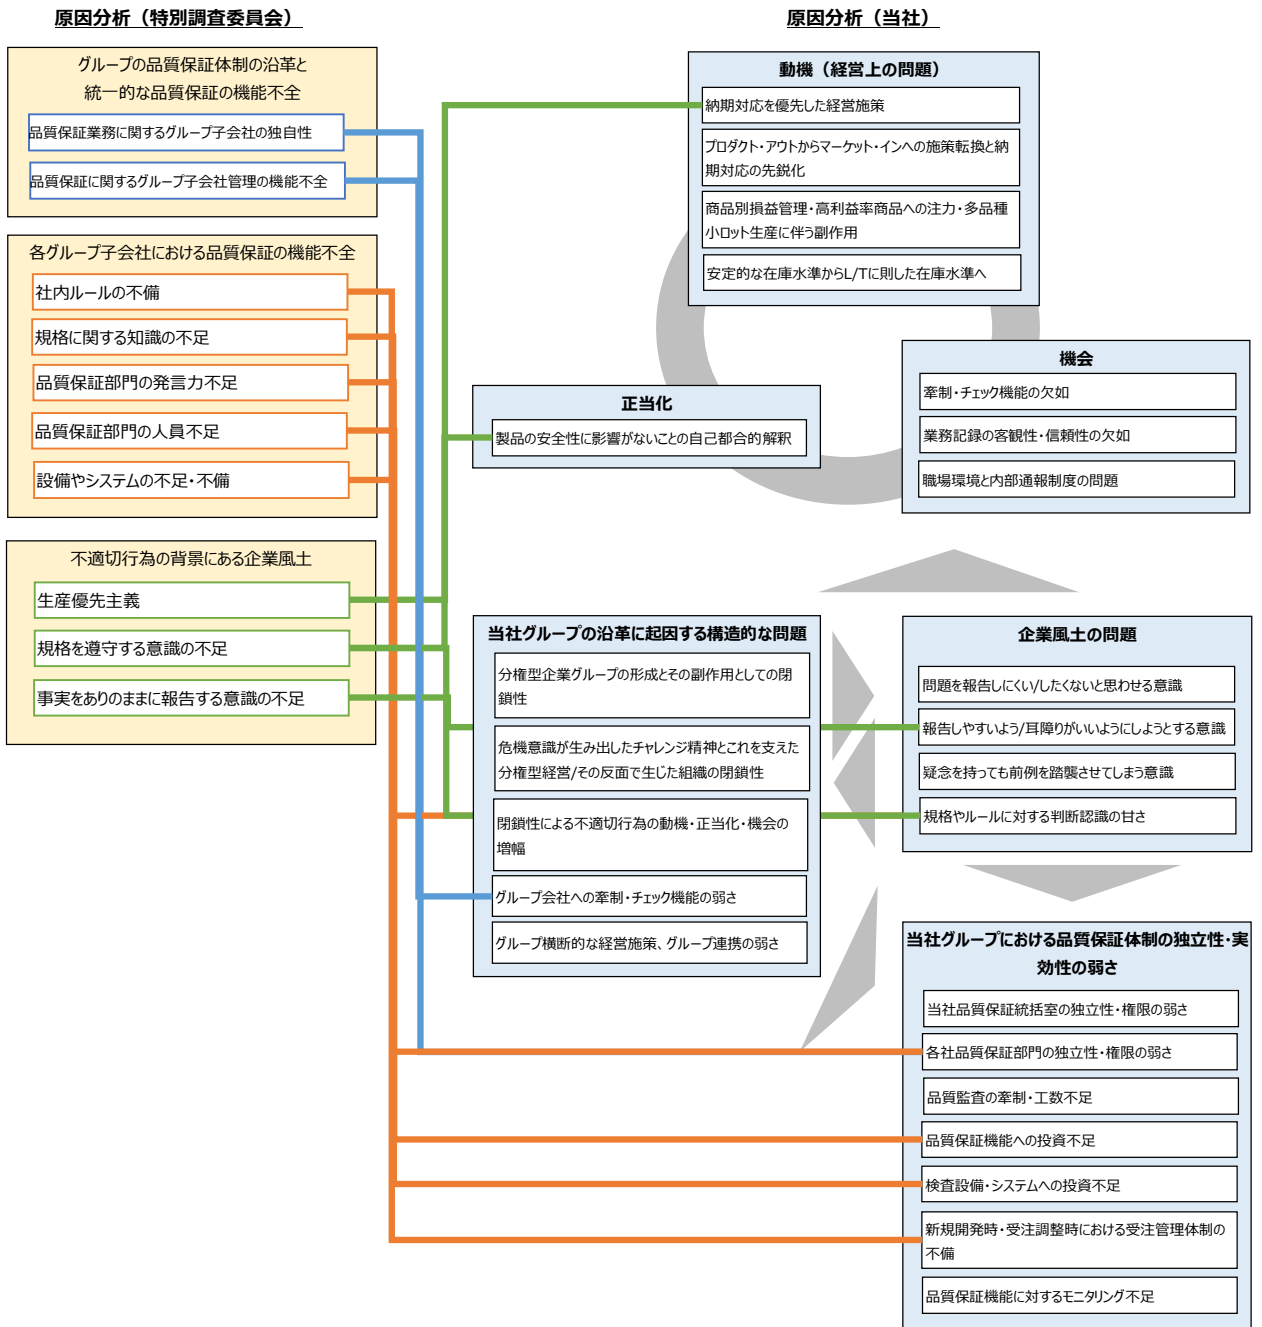 原因分析（特別調査委員会）
グループの品質保証体制の沿革と
統一的な品質保証の機能不全
品質保証業務に関するグループ子会社の独自性
品質保証に関するグループ子会社管理の機能不全
各グループ子会社における品質保証の機能不全
社内ルールの不備
規格に関する知識の不足
品質保証部門の発言力不足
品質保証部門の人員不足
設備やシステムの不足・不備
不適切行為の背景にある企業風土
生産優先主義
規格を遵守する意識の不足
事実をありのままに報告する意識の不足
原因分析（当社）
動機（経営上の問題）
納期対応を優先した経営施策
プロダクト・アウトからマーケット・インへの施策転換と納
期対応の先鋭化
商品別損益管理・高利益率商品への注力・多品種
小ロット生産に伴う副作用
安定的な在庫水準からL/Tに則した在庫水準へ
正当化
製品の安全性に影響がないことの自己都合的解釈
機会
牽制・チェック機能の欠如
業務記録の客観性・信頼性の欠如
職場環境と内部通報制度の問題
当社グループの沿革に起因する構造的な問題
分権型企業グループの形成とその副作用としての閉
鎖性
危機意識が生み出したチャレンジ精神とこれを支えた
分権型経営/その反面で生じた組織の閉鎖性
閉鎖性による不適切行為の動機・正当化・機会の
増幅
グループ会社への牽制・チェック機能の弱さ
グループ横断的な経営施策、グループ連携の弱さ
企業風土の問題
問題を報告しにくい/したくないと思わせる意識
報告しやすいよう/耳障りがいいようにしようとする意識
疑念を持っても前例を踏襲させてしまう意識
規格やルールに対する判断認識の甘さ
当社グループにおける品質保証体制の独立性・実
効性の弱さ
当社品質保証統括室の独立性・権限の弱さ
各社品質保証部門の独立性・権限の弱さ
品質監査の牽制・工数不足
品質保証機能への投資不足
検査設備・システムへの投資不足
新規開発時・受注調整時における受注管理体制の
不備
品質保証機能に対するモニタリング不足